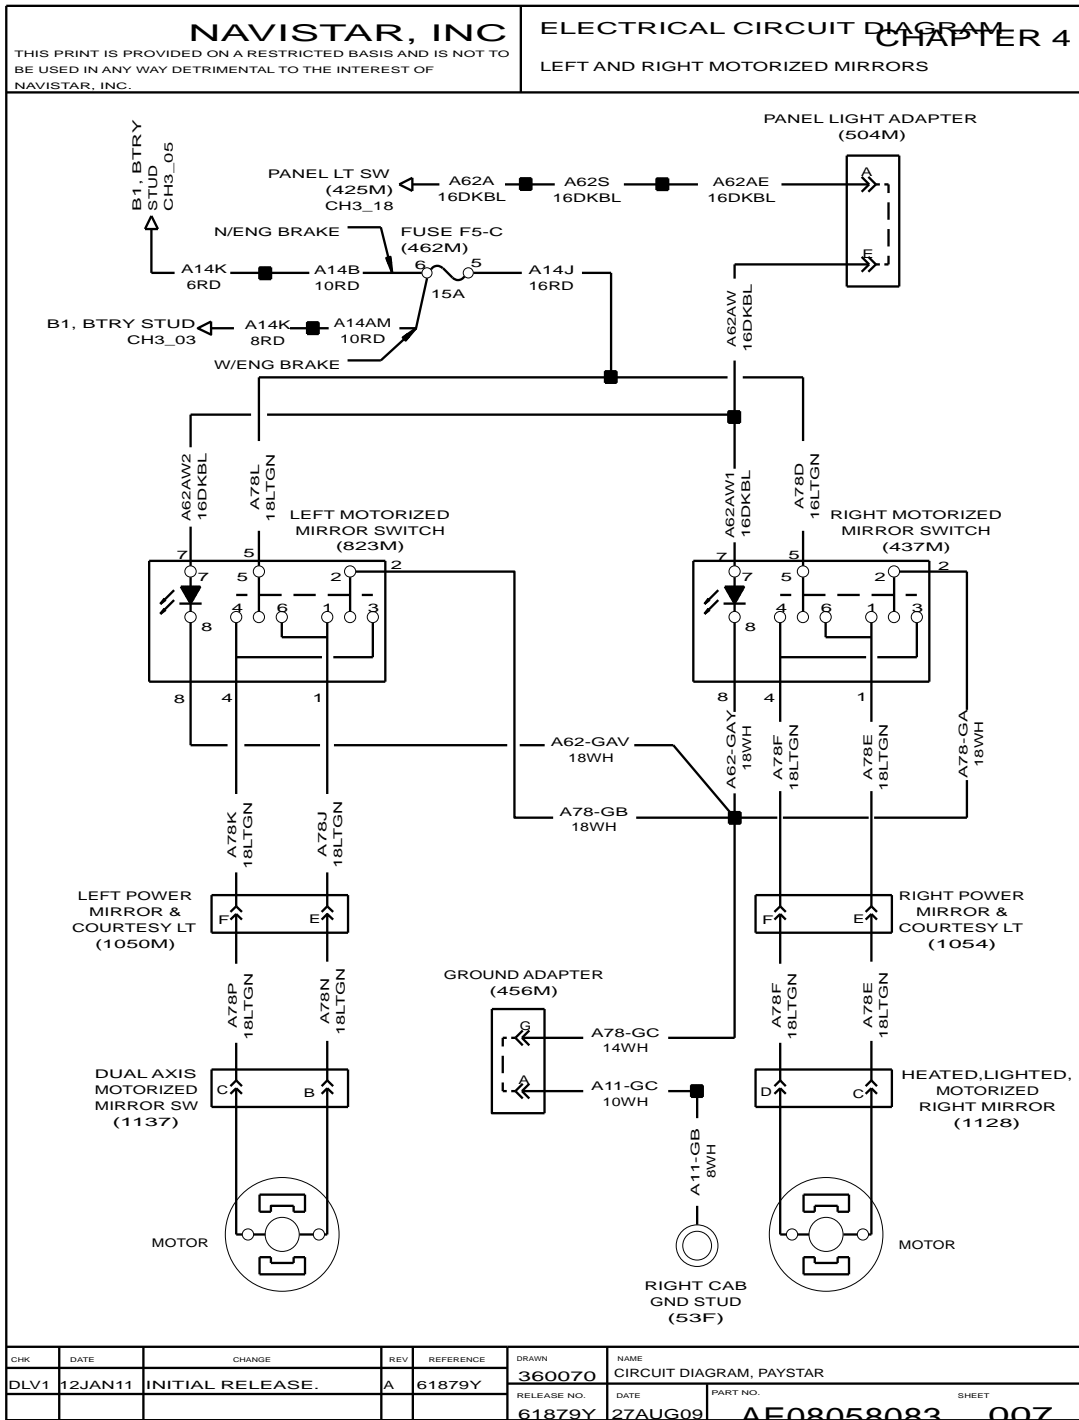 NAVISTAR, INC
THIS PRINT IS PROVIDED ON A RESTRICTED BASIS AND IS NOT TO
BE USED IN ANY WAY DETRIMENTAL TO THE INTEREST OF
NAVISTAR, INC.
ELECTRICAL CIRCUIT DIAGRAM
CHAPTER 4
LEFT AND RIGHT MOTORIZED MIRRORS
PANEL LIGHT ADAPTER
(504M)
B1, BTRY
STUD
CH3_05
PANEL LT SW
(425M)
CH3_18
A62A
16DKBL
A62S
16DKBL
A62AE
16DKBL
A
E
N/ENG BRAKE
FUSE F5-C
(462M)
A14K
6RD
A14B
10RD
6
5
15A
A14J
16RD
B1, BTRY STUD
CH3_03
A14K
8RD
A14AM
10RD
W/ENG BRAKE
A62AW
16DKBL
A62AW2
16DKBL
A78L
18LTGN
A62AW1
16DKBL
A78D
16LTGN
LEFT MOTORIZED
MIRROR SWITCH
(823M)
RIGHT MOTORIZED
MIRROR SWITCH
(437M)
7
5
2
7
5
2
4
6
1
3
8
8
4
1
7
5
2
7
5
2
4
6
1
3
8
8
4
1
A62-GAV
18WH
A78-GB
18WH
A62-GAY
18WH
A78F
18LTGN
A78E
18LTGN
A78-GA
18WH
A78K
18LTGN
A78J
18LTGN
LEFT POWER
MIRROR &
COURTESY LT
(1050M)
F
E
F
E
RIGHT POWER
MIRROR &
COURTESY LT
(1054)
A78P
18LTGN
A78N
18LTGN
GROUND ADAPTER
(456M)
G
A
A78-GC
14WH
A11-GC
10WH
A78F
18LTGN
A78E
18LTGN
DUAL AXIS
MOTORIZED
MIRROR SW
(1137)
C
B
D
C
HEATED,LIGHTED,
MOTORIZED
RIGHT MIRROR
(1128)
A11-GB
8WH
MOTOR
MOTOR
RIGHT CAB
GND STUD
(53F)
CHK DATE CHANGE REV REFERENCE
DLV1 12JAN11 INITIAL RELEASE. A 61879Y
DRAWN
360070
NAME
CIRCUIT DIAGRAM, PAYSTAR
RELEASE NO. DATE PART NO. SHEET
61879Y 27AUG09 AE08058083 007